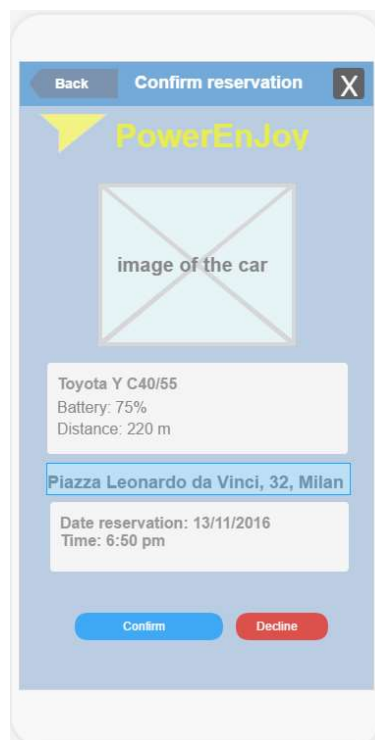 Back
Confirm reservation
X
PowerEnJoy
image of the car
Toyota Y C40/55
Battery: 75%
Distance: 220 m
Piazza Leonardo da Vinci, 32, Milan
Date reservation: 13/11/2016
Time: 6:50 pm
Confirm
Decline